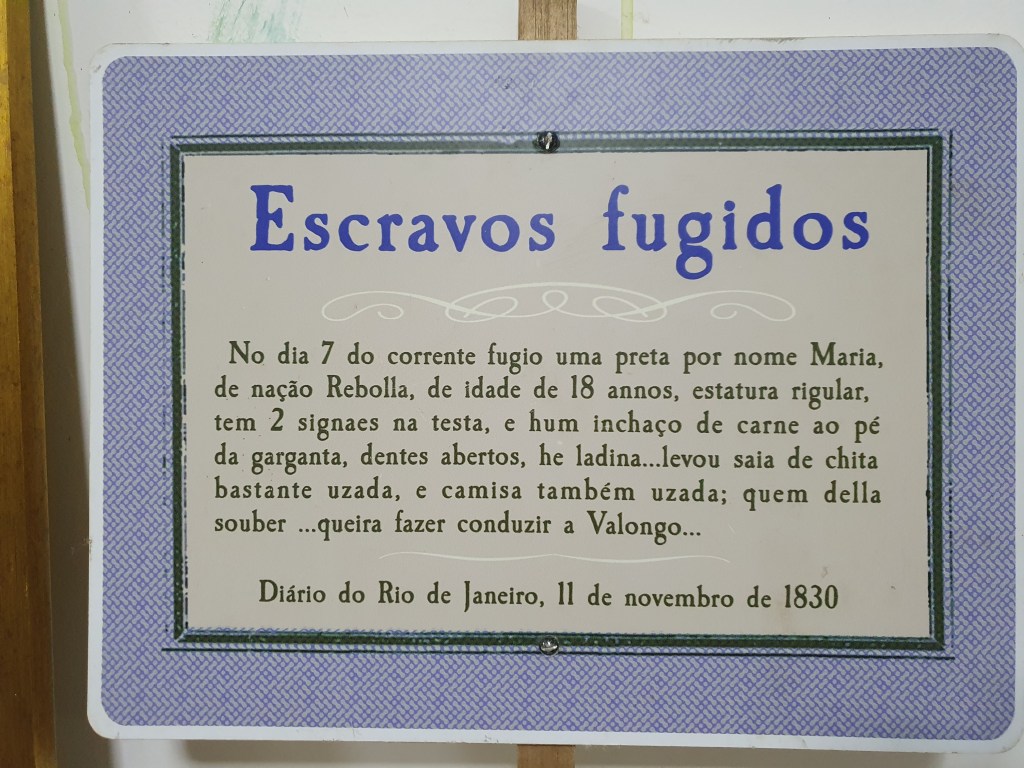 Escravos fugidos
No dia 7 do corrente fugio uma preta por nome Maria,
de nação Rebolla, de idade de 18 annos, estatura rigular,
tem 2 signaes na testa, e hum inchaço de carne ao pé
da garganta, dentes abertos, he ladina...levou saia de chita
bastante uzada, e camisa também uzada; quem della
souber ...queira fazer conduzir a Valongo...
Diário do Rio de Janeiro, 11 de novembro de 1830